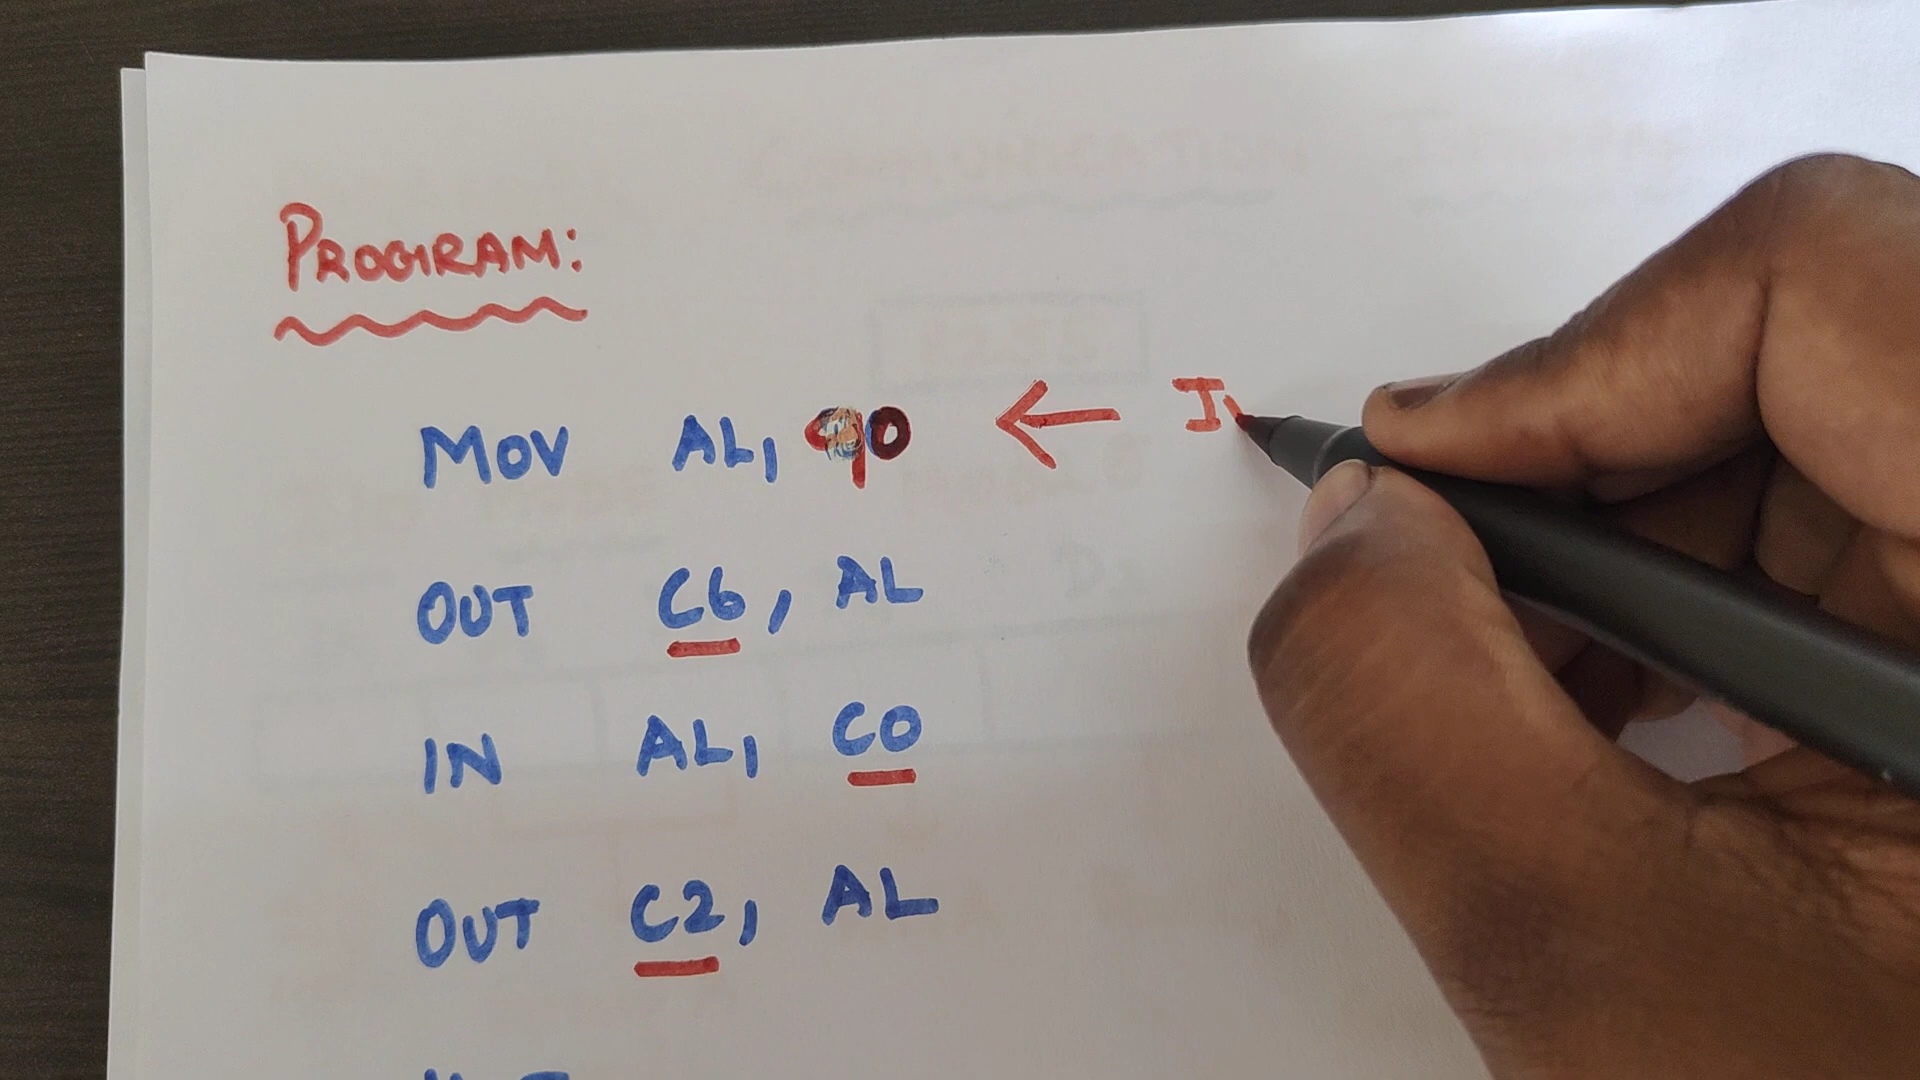 PROGRAM:
MOV AL, 90 ← I
OUT C6, AL
IN AL, C0
OUT C2, AL